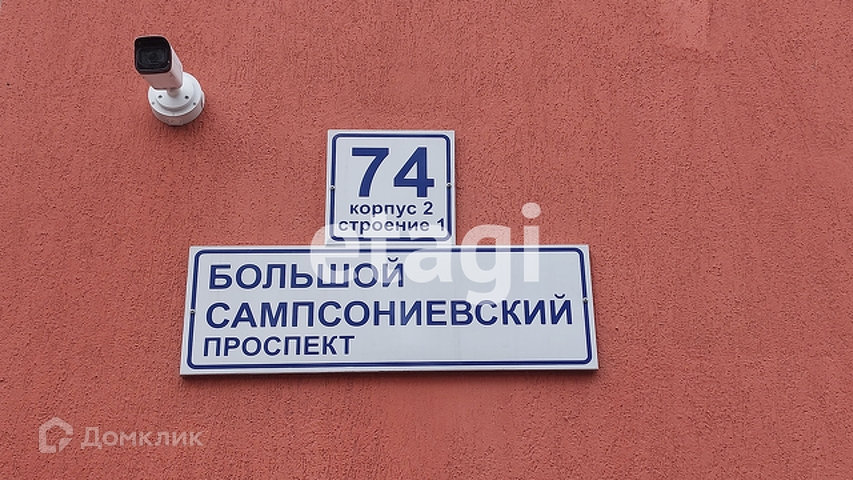 74
корпус 2
строение 1
etagi
БОЛЬШОЙ
САМПСОНИЕВСКИЙ
ПРОСПЕКТ
Домклик